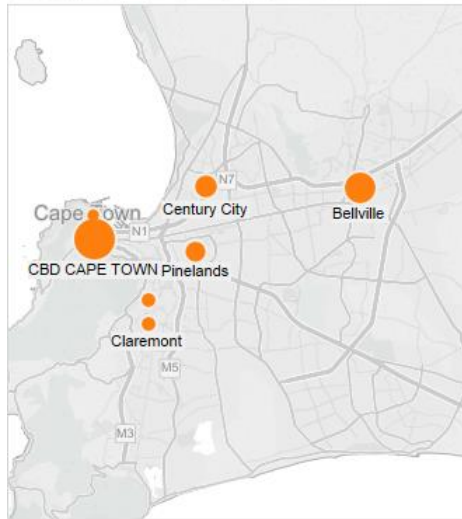 N7
Century City
Bellville
Cape Town
N1
CBD CAPE TOWN
Pinelands
Claremont
M5
M3